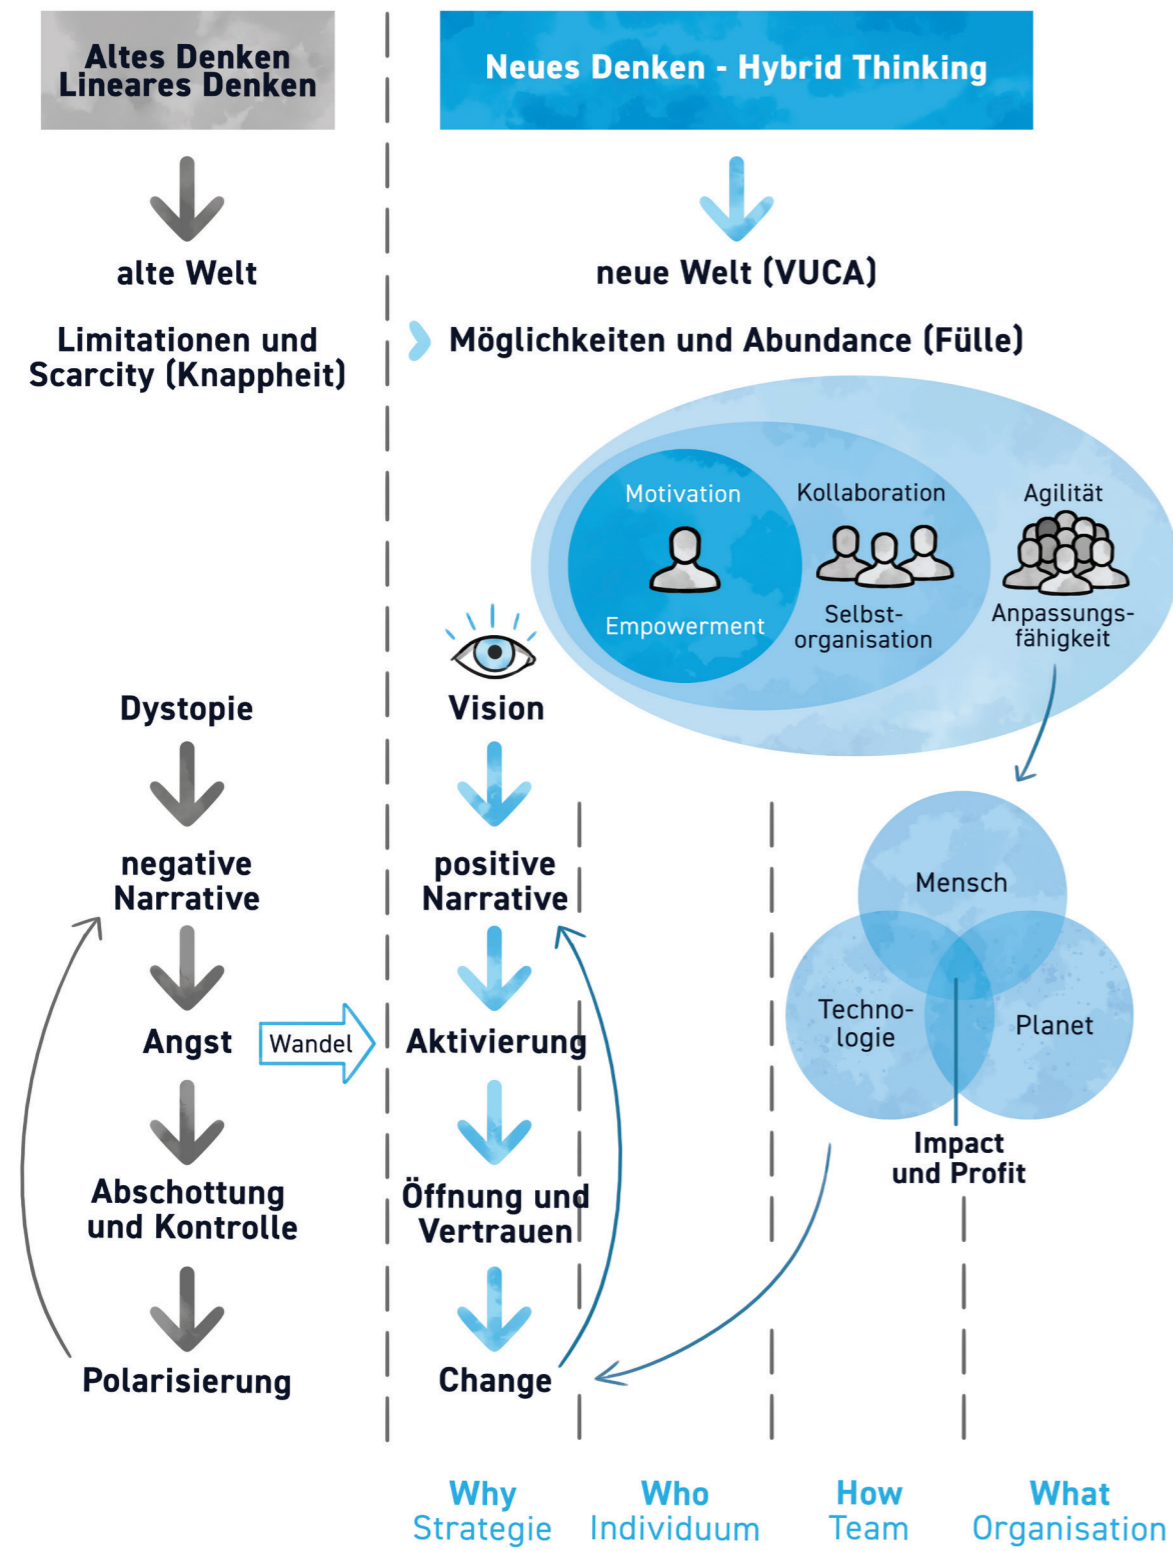 Altes Denken
Lineares Denken
Neues Denken - Hybrid Thinking
alte Welt
neue Welt (VUCA)
Limitationen und
Scarcity (Knappheit)
Möglichkeiten und Abundance (Fülle)
Motivation
Empowerment
Kollaboration
Selbst-
organisation
Agilität
Anpassungs-
fähigkeit
Dystopie
negative
Narrative
Angst
Wandel
Abschottung
und Kontrolle
Polarisierung
Vision
positive
Narrative
Aktivierung
Öffnung und
Vertrauen
Change
Mensch
Techno-
logie
Planet
Impact
und Profit
Why
Strategie
Who
Individuum
How
Team
What
Organisation